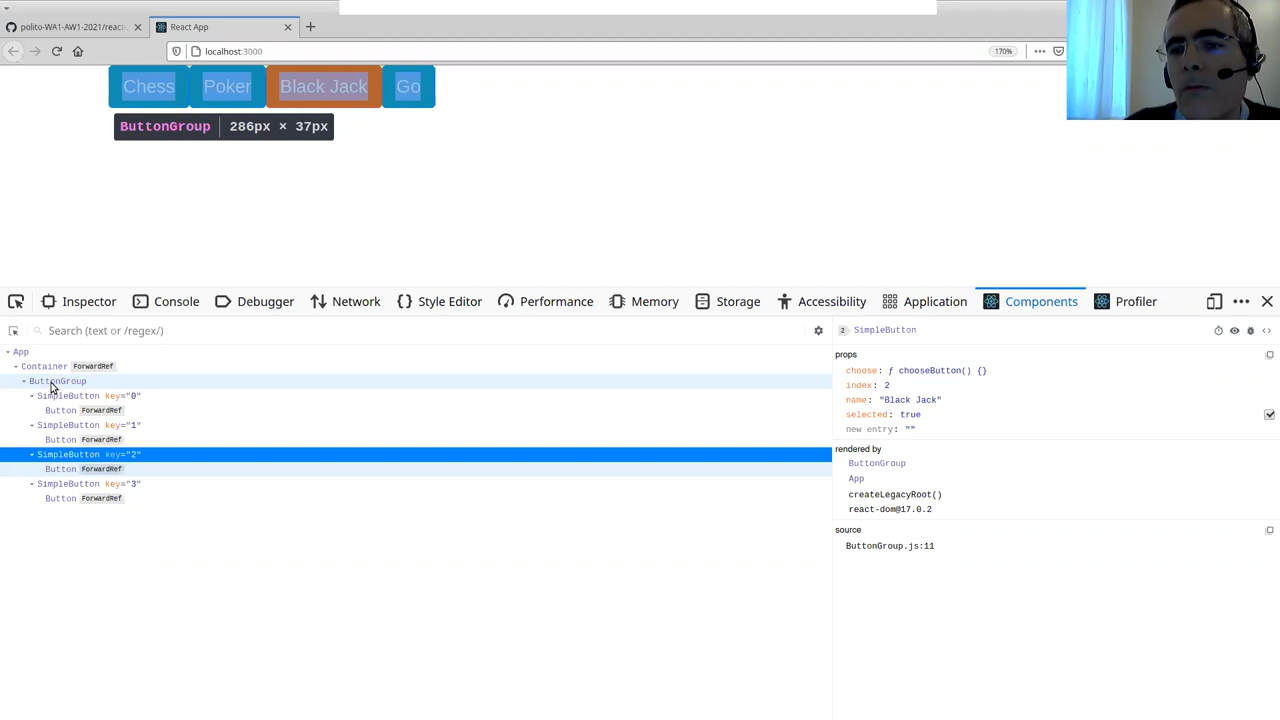 polito-WA1-AW1-2021/react-
React App
localhost:3000
170%
Chess
Poker
Black Jack
Go
ButtonGroup
286px × 37px
Inspector
Console
Debugger
Network
Style Editor
Performance
Memory
Storage
Accessibility
Application
Components
Profiler
Search (text or /regex/)
App
Container ForwardRef
ButtonGroup
SimpleButton key="0"
Button ForwardRef
SimpleButton key="1"
Button ForwardRef
SimpleButton key="2"
Button ForwardRef
SimpleButton key="3"
Button ForwardRef
2 SimpleButton
props
choose: ƒ chooseButton() {}
index: 2
name: "Black Jack"
selected: true
new entry: ""
rendered by
ButtonGroup
App
createLegacyRoot()
react-dom@17.0.2
source
ButtonGroup.js:11